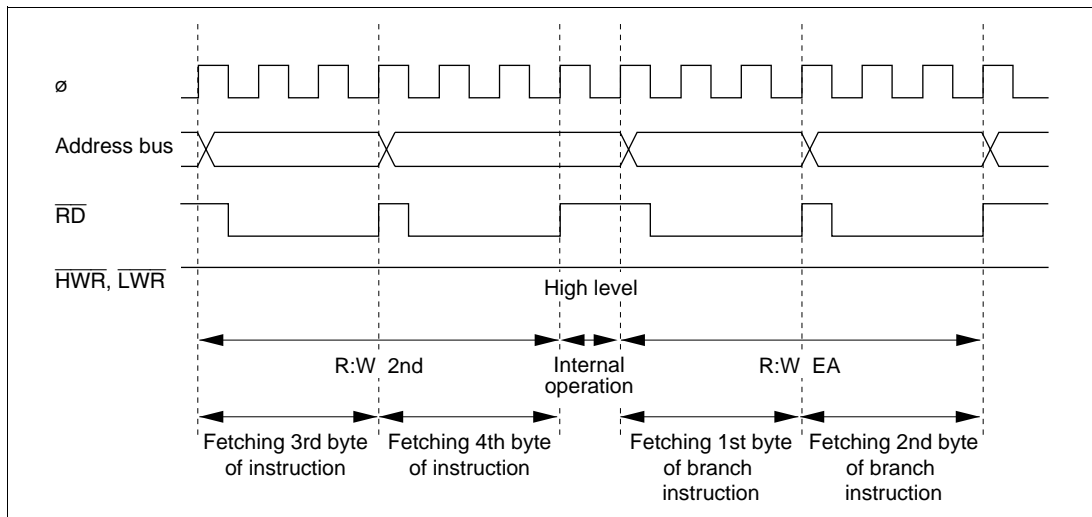 ø
Address bus
RD
HWR, LWR
High level
R:W 2nd
Internal
operation
R:W EA
Fetching 3rd byte
of instruction
Fetching 4th byte
of instruction
Fetching 1st byte
of branch
instruction
Fetching 2nd byte
of branch
instruction